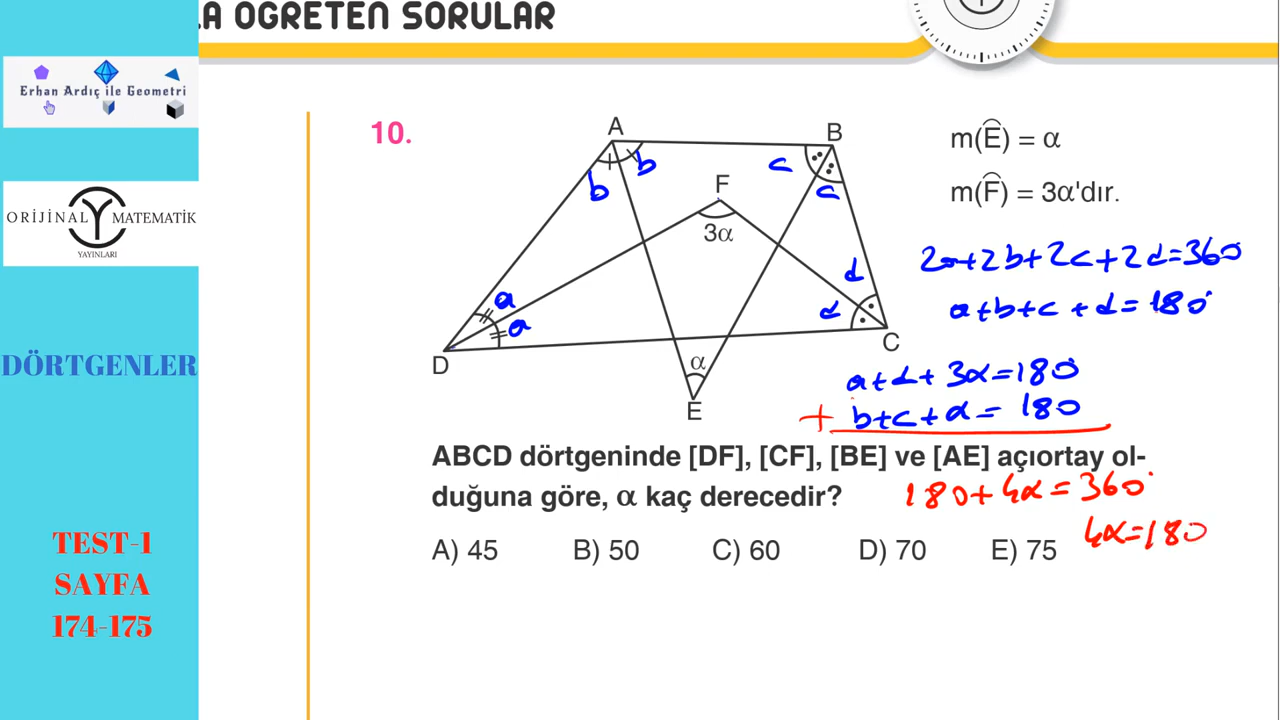 LA ÖĞRETEN SORULAR
Erhan Ardıç ile Geometri
ORİJİNAL MATEMATİK
YAYINLARI
DÖRTGENLER
TEST-1
SAYFA
174-175
10.
A
B
b
b
c
c
F
3α
a
a
d
d
D
C
α
E
m(E) = α
m(F) = 3α'dır.
2a+2b+2c+2d=360°
a+b+c+d=180°
a+d+3α=180°
+ b+c+α= 180
ABCD dörtgeninde [DF], [CF], [BE] ve [AE] açıortay ol-
duğuna göre, α kaç derecedir?
180+4α=360°
4α=180
A) 45 B) 50 C) 60 D) 70 E) 75